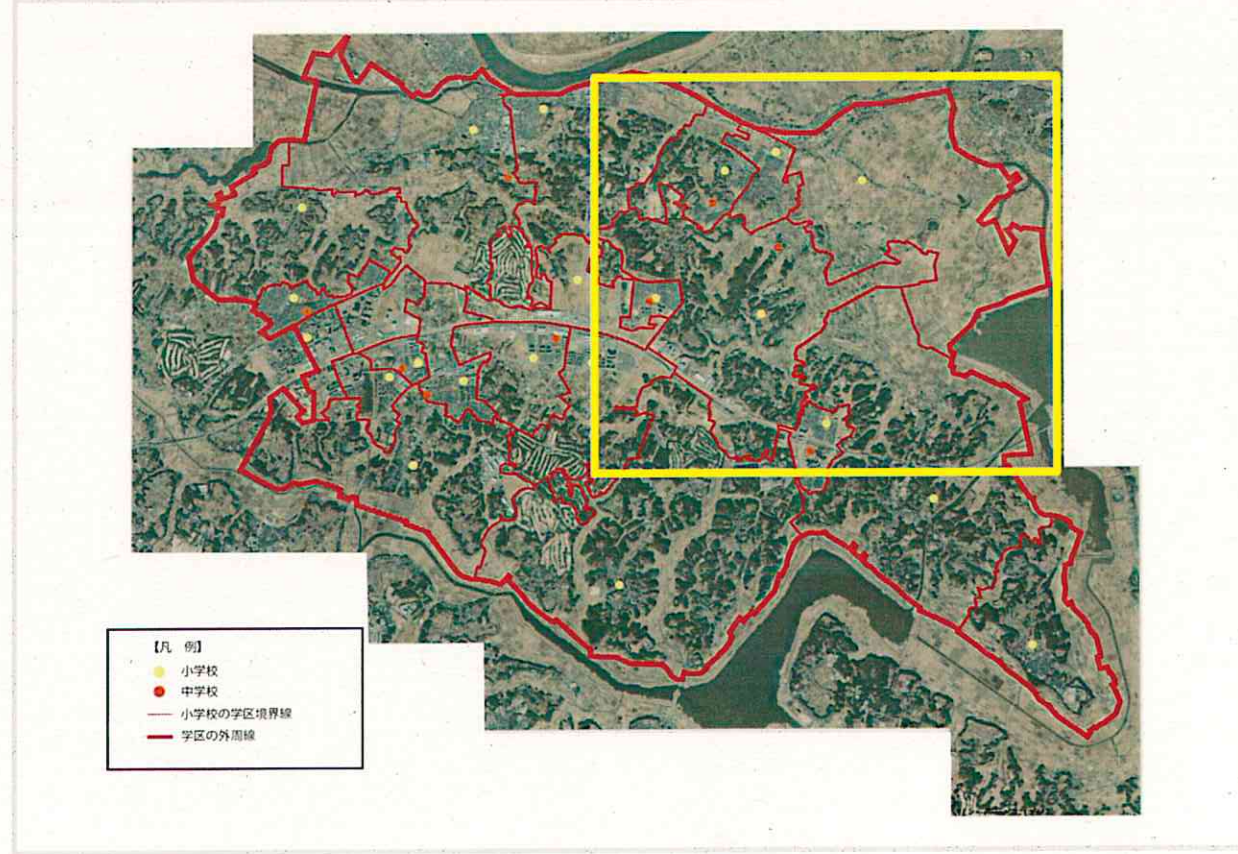 【凡 例】
小学校
中学校
小学校の学区境界線
学区の外周線